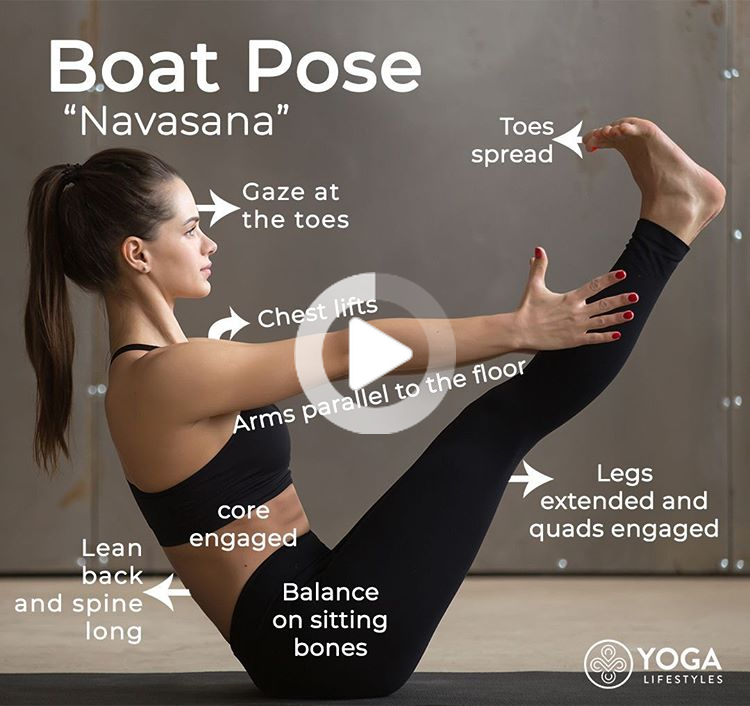 Boat Pose
“Navasana”
Toes
spread
Gaze at
the toes
Chest lifts
Arms parallel to the floor
Legs
extended and
quads engaged
core
engaged
Lean
back
and spine
long
Balance
on sitting
bones
YOGA
LIFESTYLES